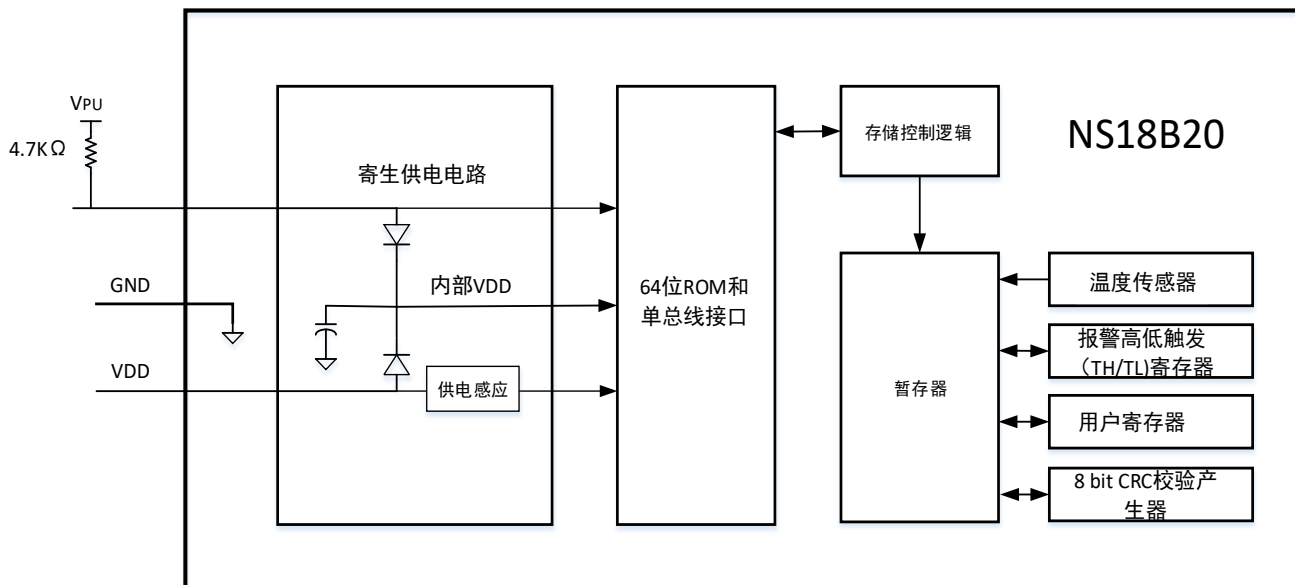 NS18B20
VPU
4.7KΩ
GND
VDD
寄生供电电路
内部VDD
供电感应
64位ROM和
单总线接口
存储控制逻辑
暂存器
温度传感器
报警高低触发
（TH/TL)寄存器
用户寄存器
8 bit CRC校验产
生器